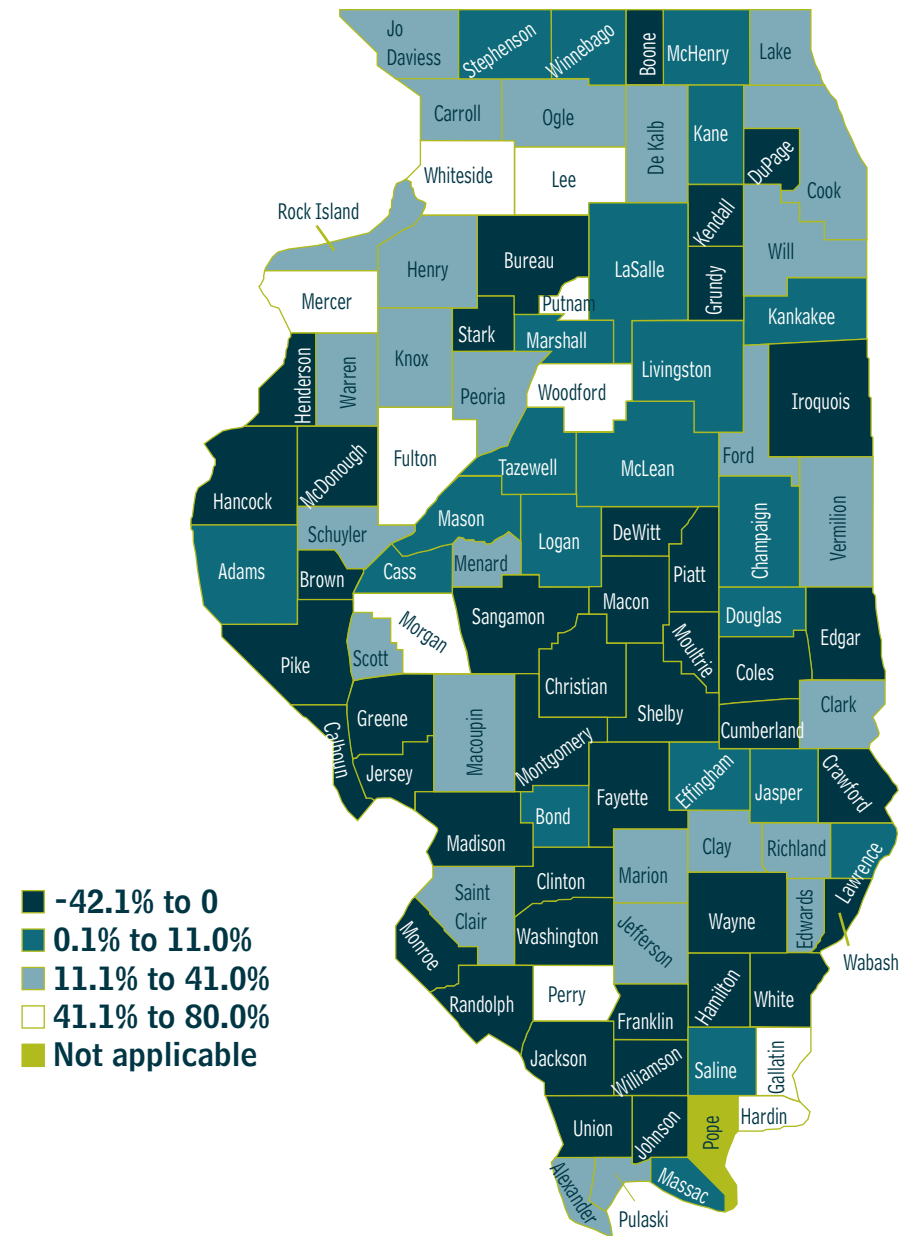 Jo
Daviess
Stephenson
Winnebago
Boone
McHenry
Lake
Carroll
Ogle
De Kalb
Kane
DuPage
Cook
Whiteside
Lee
Kendall
Rock Island
Henry
Bureau
LaSalle
Grundy
Will
Mercer
Putnam
Kankakee
Stark
Marshall
Henderson
Warren
Knox
Peoria
Woodford
Livingston
Iroquois
Fulton
Tazewell
McLean
Ford
Hancock
McDonough
Mason
Logan
DeWitt
Champaign
Vermilion
Schuyler
Menard
Adams
Brown
Cass
Piatt
Macon
Sangamon
Morgan
Douglas
Edgar
Pike
Scott
Moultrie
Coles
Christian
Shelby
Greene
Macoupin
Clark
Cumberland
Calhoun
Jersey
Montgomery
Fayette
Effingham
Jasper
Crawford
Bond
Madison
Clay
Richland
Lawrence
Marion
Clinton
Saint
Clair
Wayne
Edwards
Wabash
Monroe
Washington
Jefferson
Randolph
Perry
Hamilton
White
Franklin
Jackson
Williamson
Saline
Gallatin
Union
Johnson
Pope
Hardin
Alexander
Pulaski
Massac
-42.1% to 0
0.1% to 11.0%
11.1% to 41.0%
41.1% to 80.0%
Not applicable